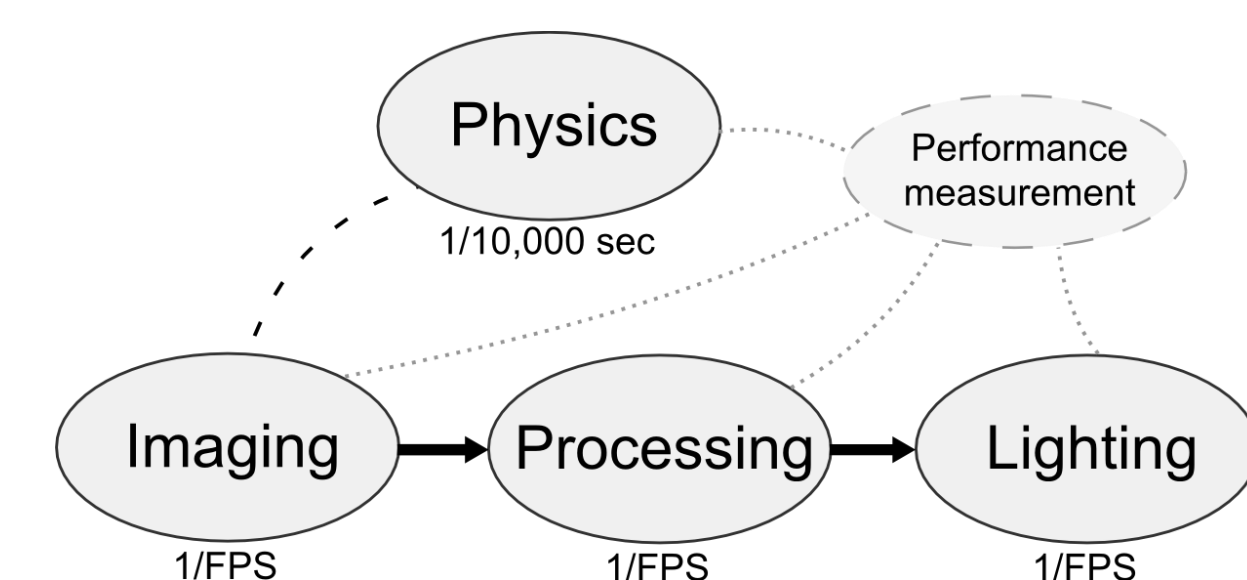 Physics
1/10,000 sec
Performance
measurement
Imaging
1/FPS
Processing
1/FPS
Lighting
1/FPS